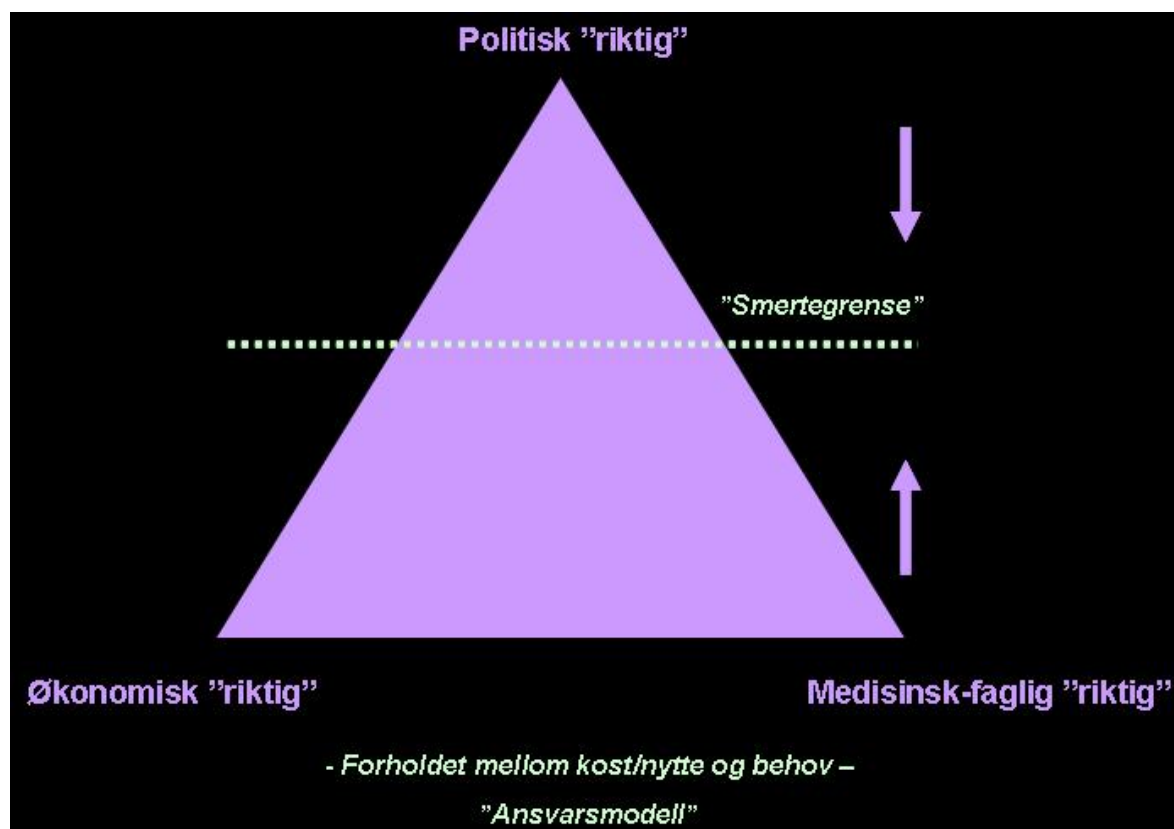 Politisk ”riktig”
”Smertegrense”
Økonomisk ”riktig”
Medisinsk-faglig ”riktig”
- Forholdet mellom kost/nytte og behov –
”Ansvarsmodell”